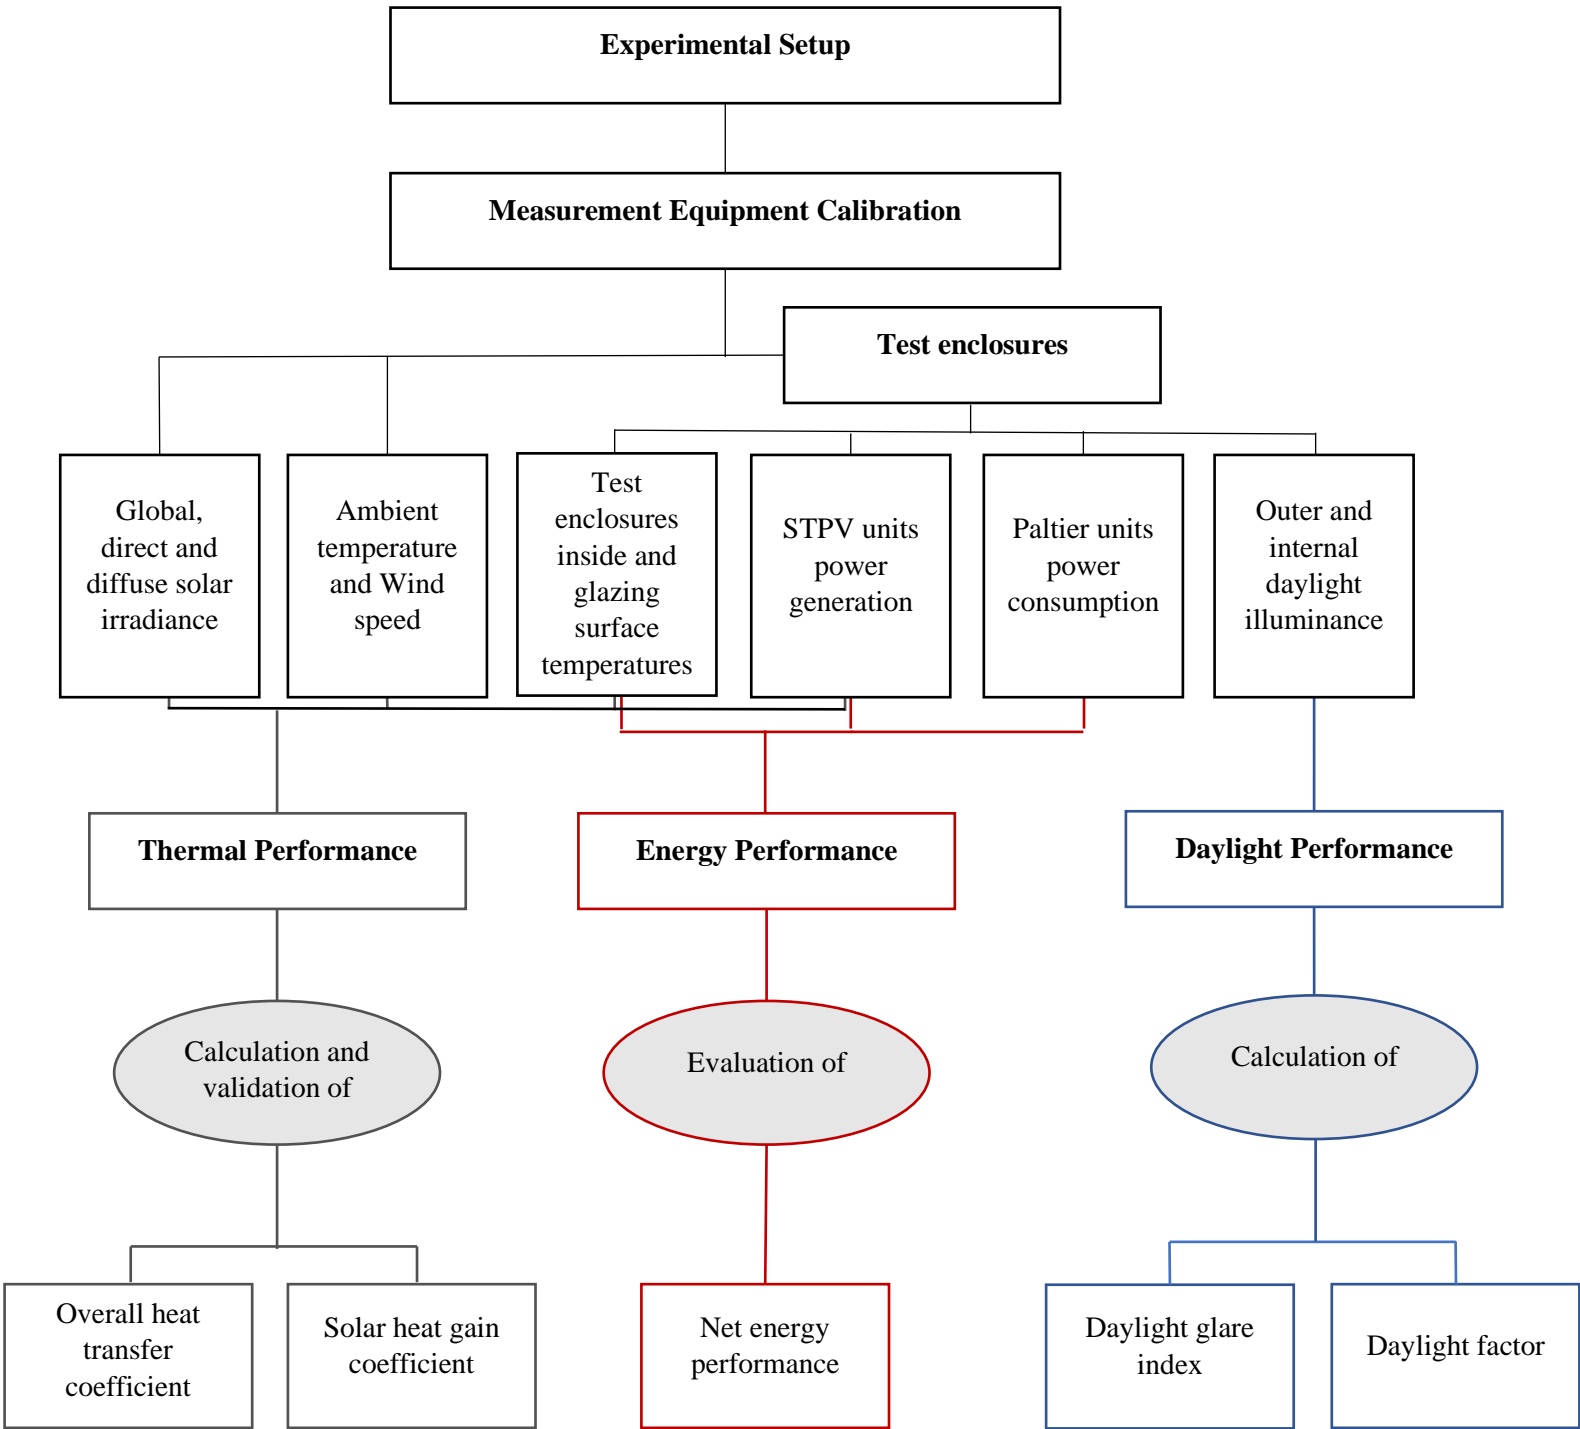 Experimental Setup
Measurement Equipment Calibration
Test enclosures
Global,
direct and
diffuse solar
irradiance
Ambient
temperature
and Wind
speed
Test
enclosures
inside and
glazing
surface
temperatures
STPV units
power
generation
Paltier units
power
consumption
Outer and
internal
daylight
illuminance
Thermal Performance
Energy Performance
Daylight Performance
Calculation and
validation of
Evaluation of
Calculation of
Overall heat
transfer
coefficient
Solar heat gain
coefficient
Net energy
performance
Daylight glare
index
Daylight factor